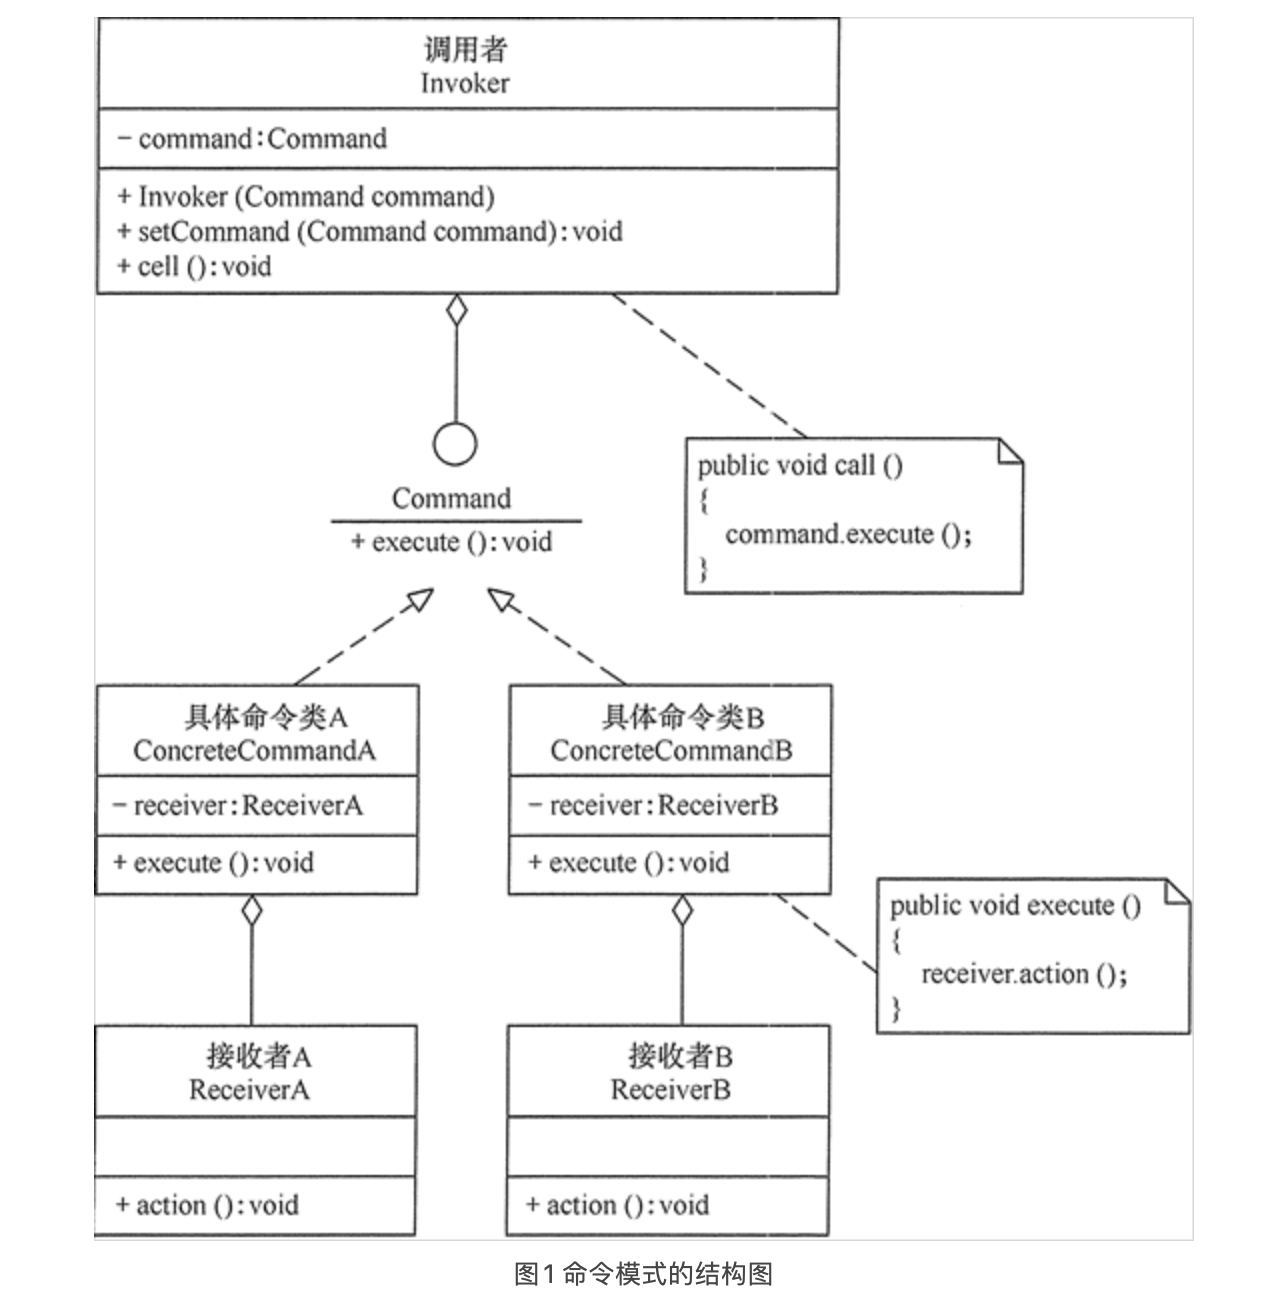 调用者
Invoker
− command:Command
+ Invoker (Command command)
+ setCommand (Command command):void
+ cell ():void
public void call ()
{
command.execute ();
}
Command
+ execute ():void
具体命令类A
ConcreteCommandA
− receiver:ReceiverA
+ execute ():void
具体命令类B
ConcreteCommandB
− receiver:ReceiverB
+ execute ():void
public void execute ()
{
receiver.action ();
}
接收者A
ReceiverA
+ action ():void
接收者B
ReceiverB
+ action ():void
图1 命令模式的结构图